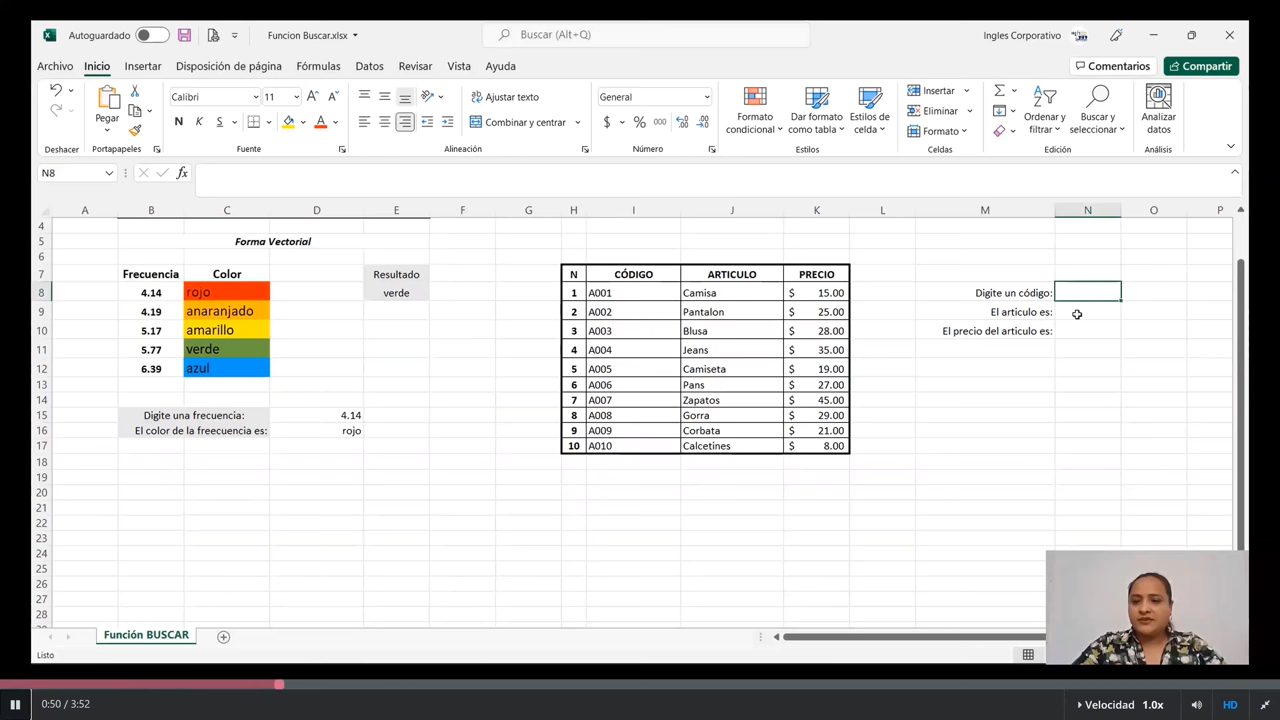 Autoguardado
Función Buscar.xlsx
Buscar (Alt+Q)
Ingles Corporativo
Archivo Inicio Insertar Disposición de página Fórmulas Datos Revisar Vista Ayuda
Comentarios Compartir
Pegar
Calibri 11
N K S
Ajustar texto
Combinar y centrar
General
$ % 000
Formato condicional
Dar formato como tabla
Estilos de celda
Insertar
Eliminar
Formato
Ordenar y filtrar
Buscar y seleccionar
Analizar datos
Deshacer Portapapeles Fuente Alineación Número Estilos Celdas Edición Análisis
N8 fx
A B C D E F G H I J K L M N O P
4
5 Forma Vectorial
6
7 Frecuencia Color Resultado N CÓDIGO ARTICULO PRECIO
8 4.14 rojo verde 1 A001 Camisa $ 15.00 Digite un código:
9 4.19 anaranjado 2 A002 Pantalon $ 25.00 El articulo es:
10 5.17 amarillo 3 A003 Blusa $ 28.00 El precio del articulo es:
11 5.77 verde 4 A004 Jeans $ 35.00
12 6.39 azul 5 A005 Camiseta $ 19.00
13 6 A006 Pans $ 27.00
14 7 A007 Zapatos $ 45.00
15 Digite una frecuencia: 4.14 8 A008 Gorra $ 29.00
16 El color de la freecuencia es: rojo 9 A009 Corbata $ 21.00
17 10 A010 Calcetines $ 8.00
18
19
20
21
22
23
24
25
26
27
28
Función BUSCAR
Listo
0:50 / 3:52
Velocidad 1.0x
HD